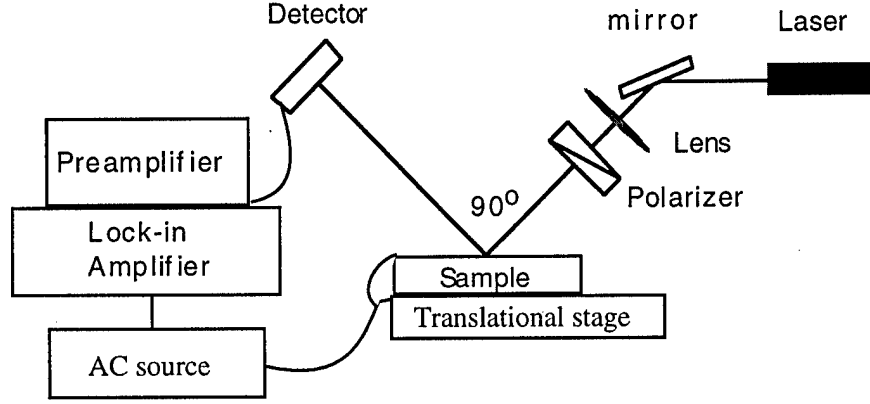 Detector
mirror
Laser
Preamplifier
Lens
Polarizer
90°
Lock-in
Amplifier
Sample
Translational stage
AC source